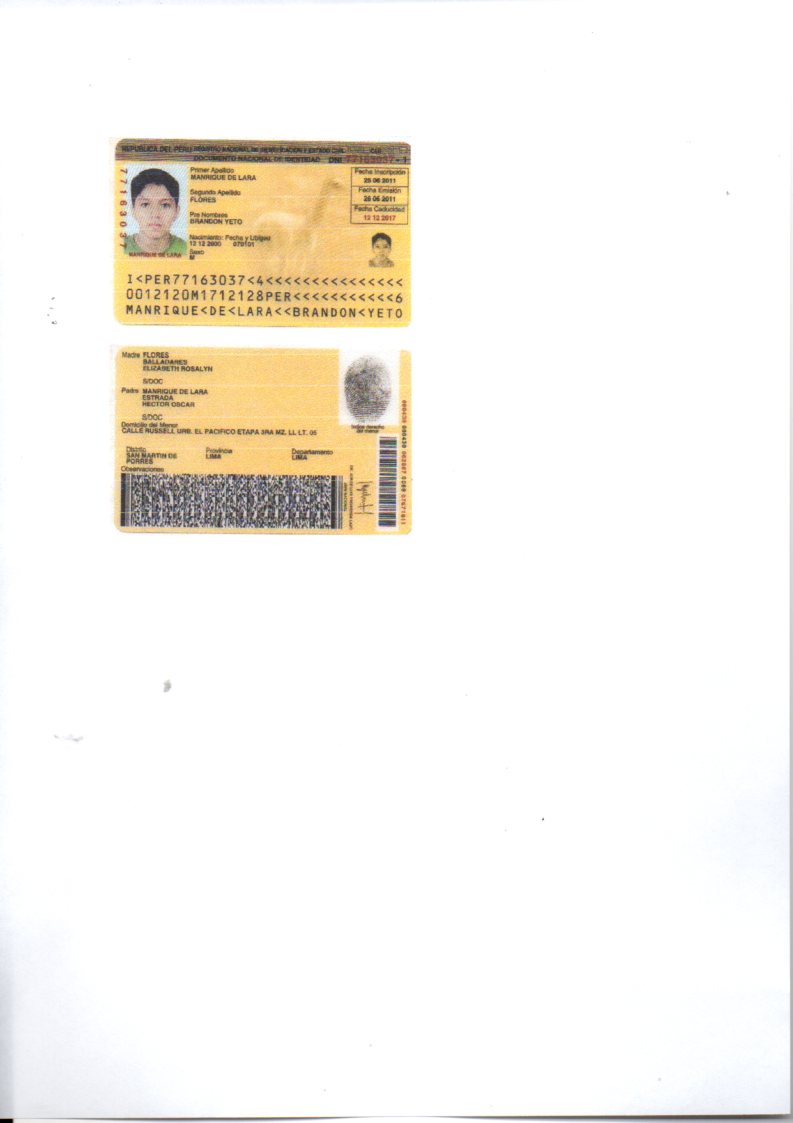 REPUBLICA DEL PERU REGISTRO NACIONAL DE IDENTIFICACION Y ESTADO CIVIL
DOCUMENTO NACIONAL DE IDENTIDAD DNI 77163037 - 1
77163037
Primer Apellido
MANRIQUE DE LARA
Segundo Apellido
FLORES
Pre Nombres
BRANDON YETO
Nacimiento: Fecha y Ubigeo
12 12 2000 070101
Sexo
M
MANRIQUE DE LARA
Fecha Inscripción
25 06 2011
Fecha Emisión
26 06 2011
Fecha Caducidad
12 12 2017
I<PER77163037<4<<<<<<<<<<<<<<<
0012120M1712128PER<<<<<<<<<<<6
MANRIQUE<DE<LARA<<BRANDON<YETO
Madre FLORES
BALLADARES
ELIZABETH ROSALYN
S/DOC
Padre MANRIQUE DE LARA
ESTRADA
HECTOR OSCAR
S/DOC
Domicilio del Menor
CALLE RUSSELL URB. EL PACIFICO ETAPA 3RA MZ. LL LT. 05
Distrito Provincia Departamento
SAN MARTIN DE PORRES LIMA LIMA
Observaciones
Indice derecho
del menor